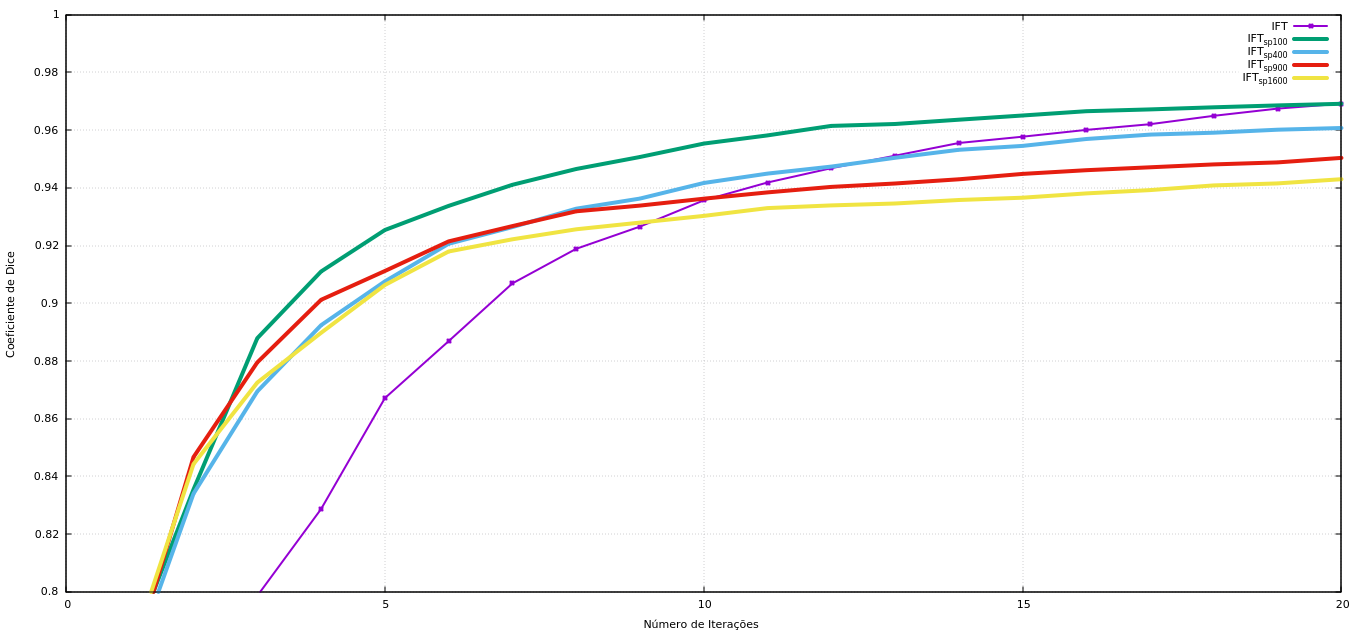 1
0.98
0.96
0.94
0.92
0.9
0.88
0.86
0.84
0.82
0.8
0
5
10
15
20
Coeficiente de Dice
Número de Iterações
IFT
IFTsp100
IFTsp400
IFTsp900
IFTsp1600